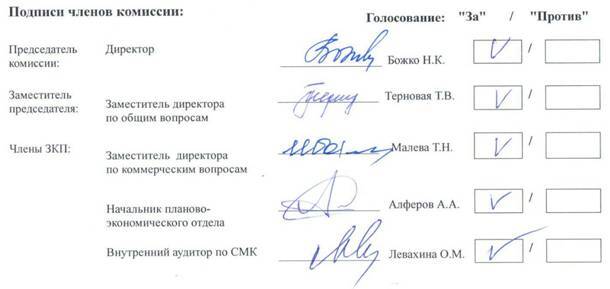 Подписи членов комиссии:
Голосование: "За" / "Против"
Председатель комиссии:
Директор
Божко Н.К.
/
Заместитель председателя:
Заместитель директора по общим вопросам
Терновая Т.В.
/
Члены ЗКП:
Заместитель директора по коммерческим вопросам
Малева Т.Н.
/
Начальник планово-экономического отдела
Алферов А.А.
/
Внутренний аудитор по СМК
Левахина О.М.
/